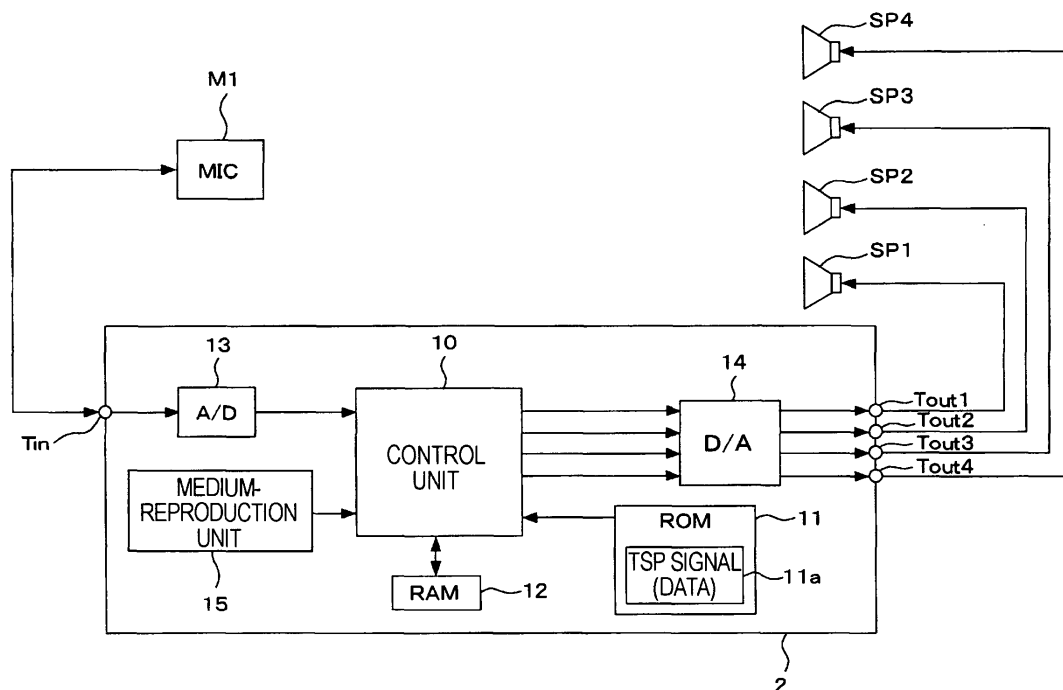 SP4
SP3
M1
MIC
SP2
SP1
13
10
14
Tin
A/D
CONTROL
UNIT
D/A
Tout1
Tout2
Tout3
Tout4
MEDIUM-
REPRODUCTION
UNIT
15
RAM
12
ROM
11
TSP SIGNAL
(DATA)
11a
2